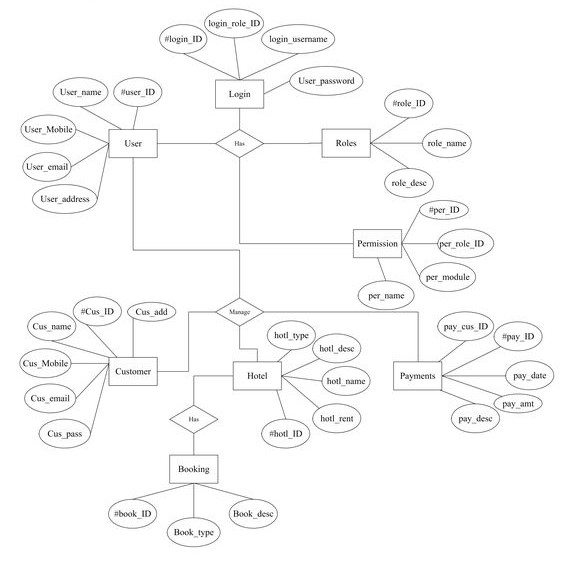 login_role_ID
#login_ID
login_username
Login
User_password
User_name
#user_ID
#role_ID
User_Mobile
User
Has
Roles
role_name
User_email
role_desc
User_address
#per_ID
Permission
per_role_ID
per_module
per_name
#Cus_ID
Cus_add
Manage
Cus_name
hotl_type
pay_cus_ID
#pay_ID
hotl_desc
Cus_Mobile
Customer
Hotel
hotl_name
Payments
pay_date
Cus_email
pay_amt
hotl_rent
pay_desc
Has
Cus_pass
#hotl_ID
Booking
#book_ID
Book_desc
Book_type